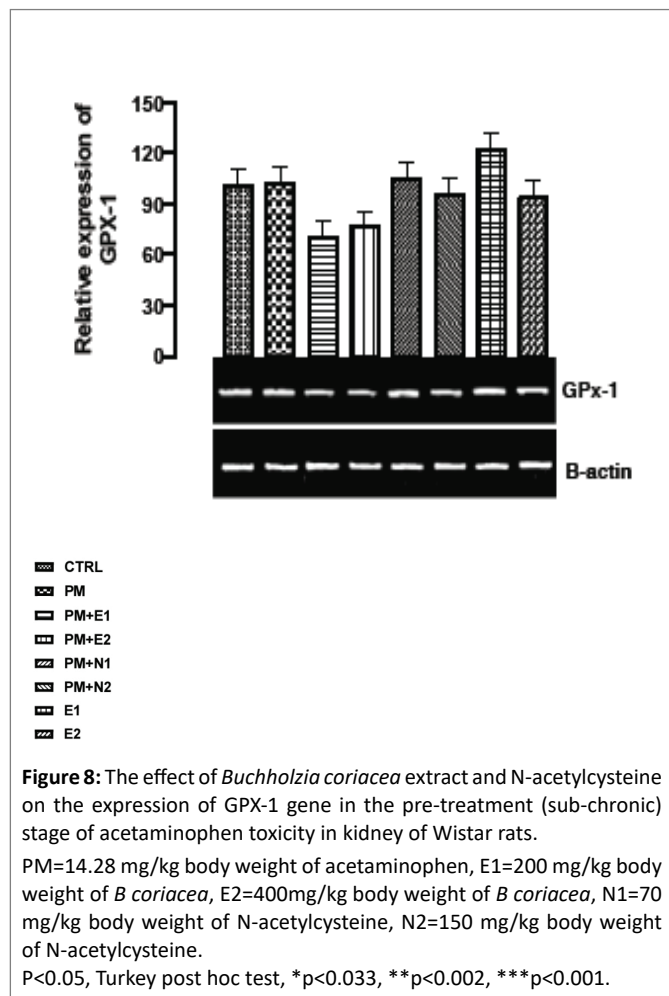 Relative expression of
GPX-1
150
120
90
60
30
0
GPx-1
B-actin
CTRL
PM
PM+E1
PM+E2
PM+N1
PM+N2
E1
E2
Figure 8: The effect of Buchholzia coriacea extract and N-acetylcysteine
on the expression of GPX-1 gene in the pre-treatment (sub-chronic)
stage of acetaminophen toxicity in kidney of Wistar rats.
PM=14.28 mg/kg body weight of acetaminophen, E1=200 mg/kg body
weight of B coriacea, E2=400mg/kg body weight of B coriacea, N1=70
mg/kg body weight of N-acetylcysteine, N2=150 mg/kg body weight
of N-acetylcysteine.
P<0.05, Turkey post hoc test, *p<0.033, **p<0.002, ***p<0.001.